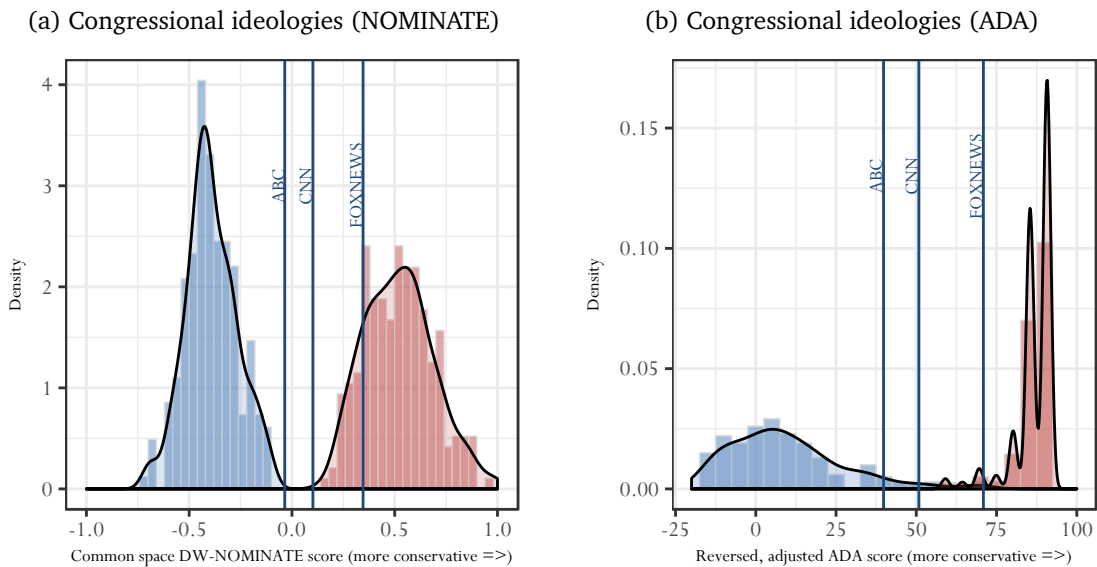 (a) Congressional ideologies (NOMINATE)
4
3
2
1
0
Density
ABC
CNN
FOXNEWS
-1.0 -0.5 0.0 0.5 1.0
Common space DW-NOMINATE score (more conservative =>)
(b) Congressional ideologies (ADA)
0.15
0.10
0.05
0.00
Density
ABC
CNN
FOXNEWS
-25 0 25 50 75 100
Reversed, adjusted ADA score (more conservative =>)